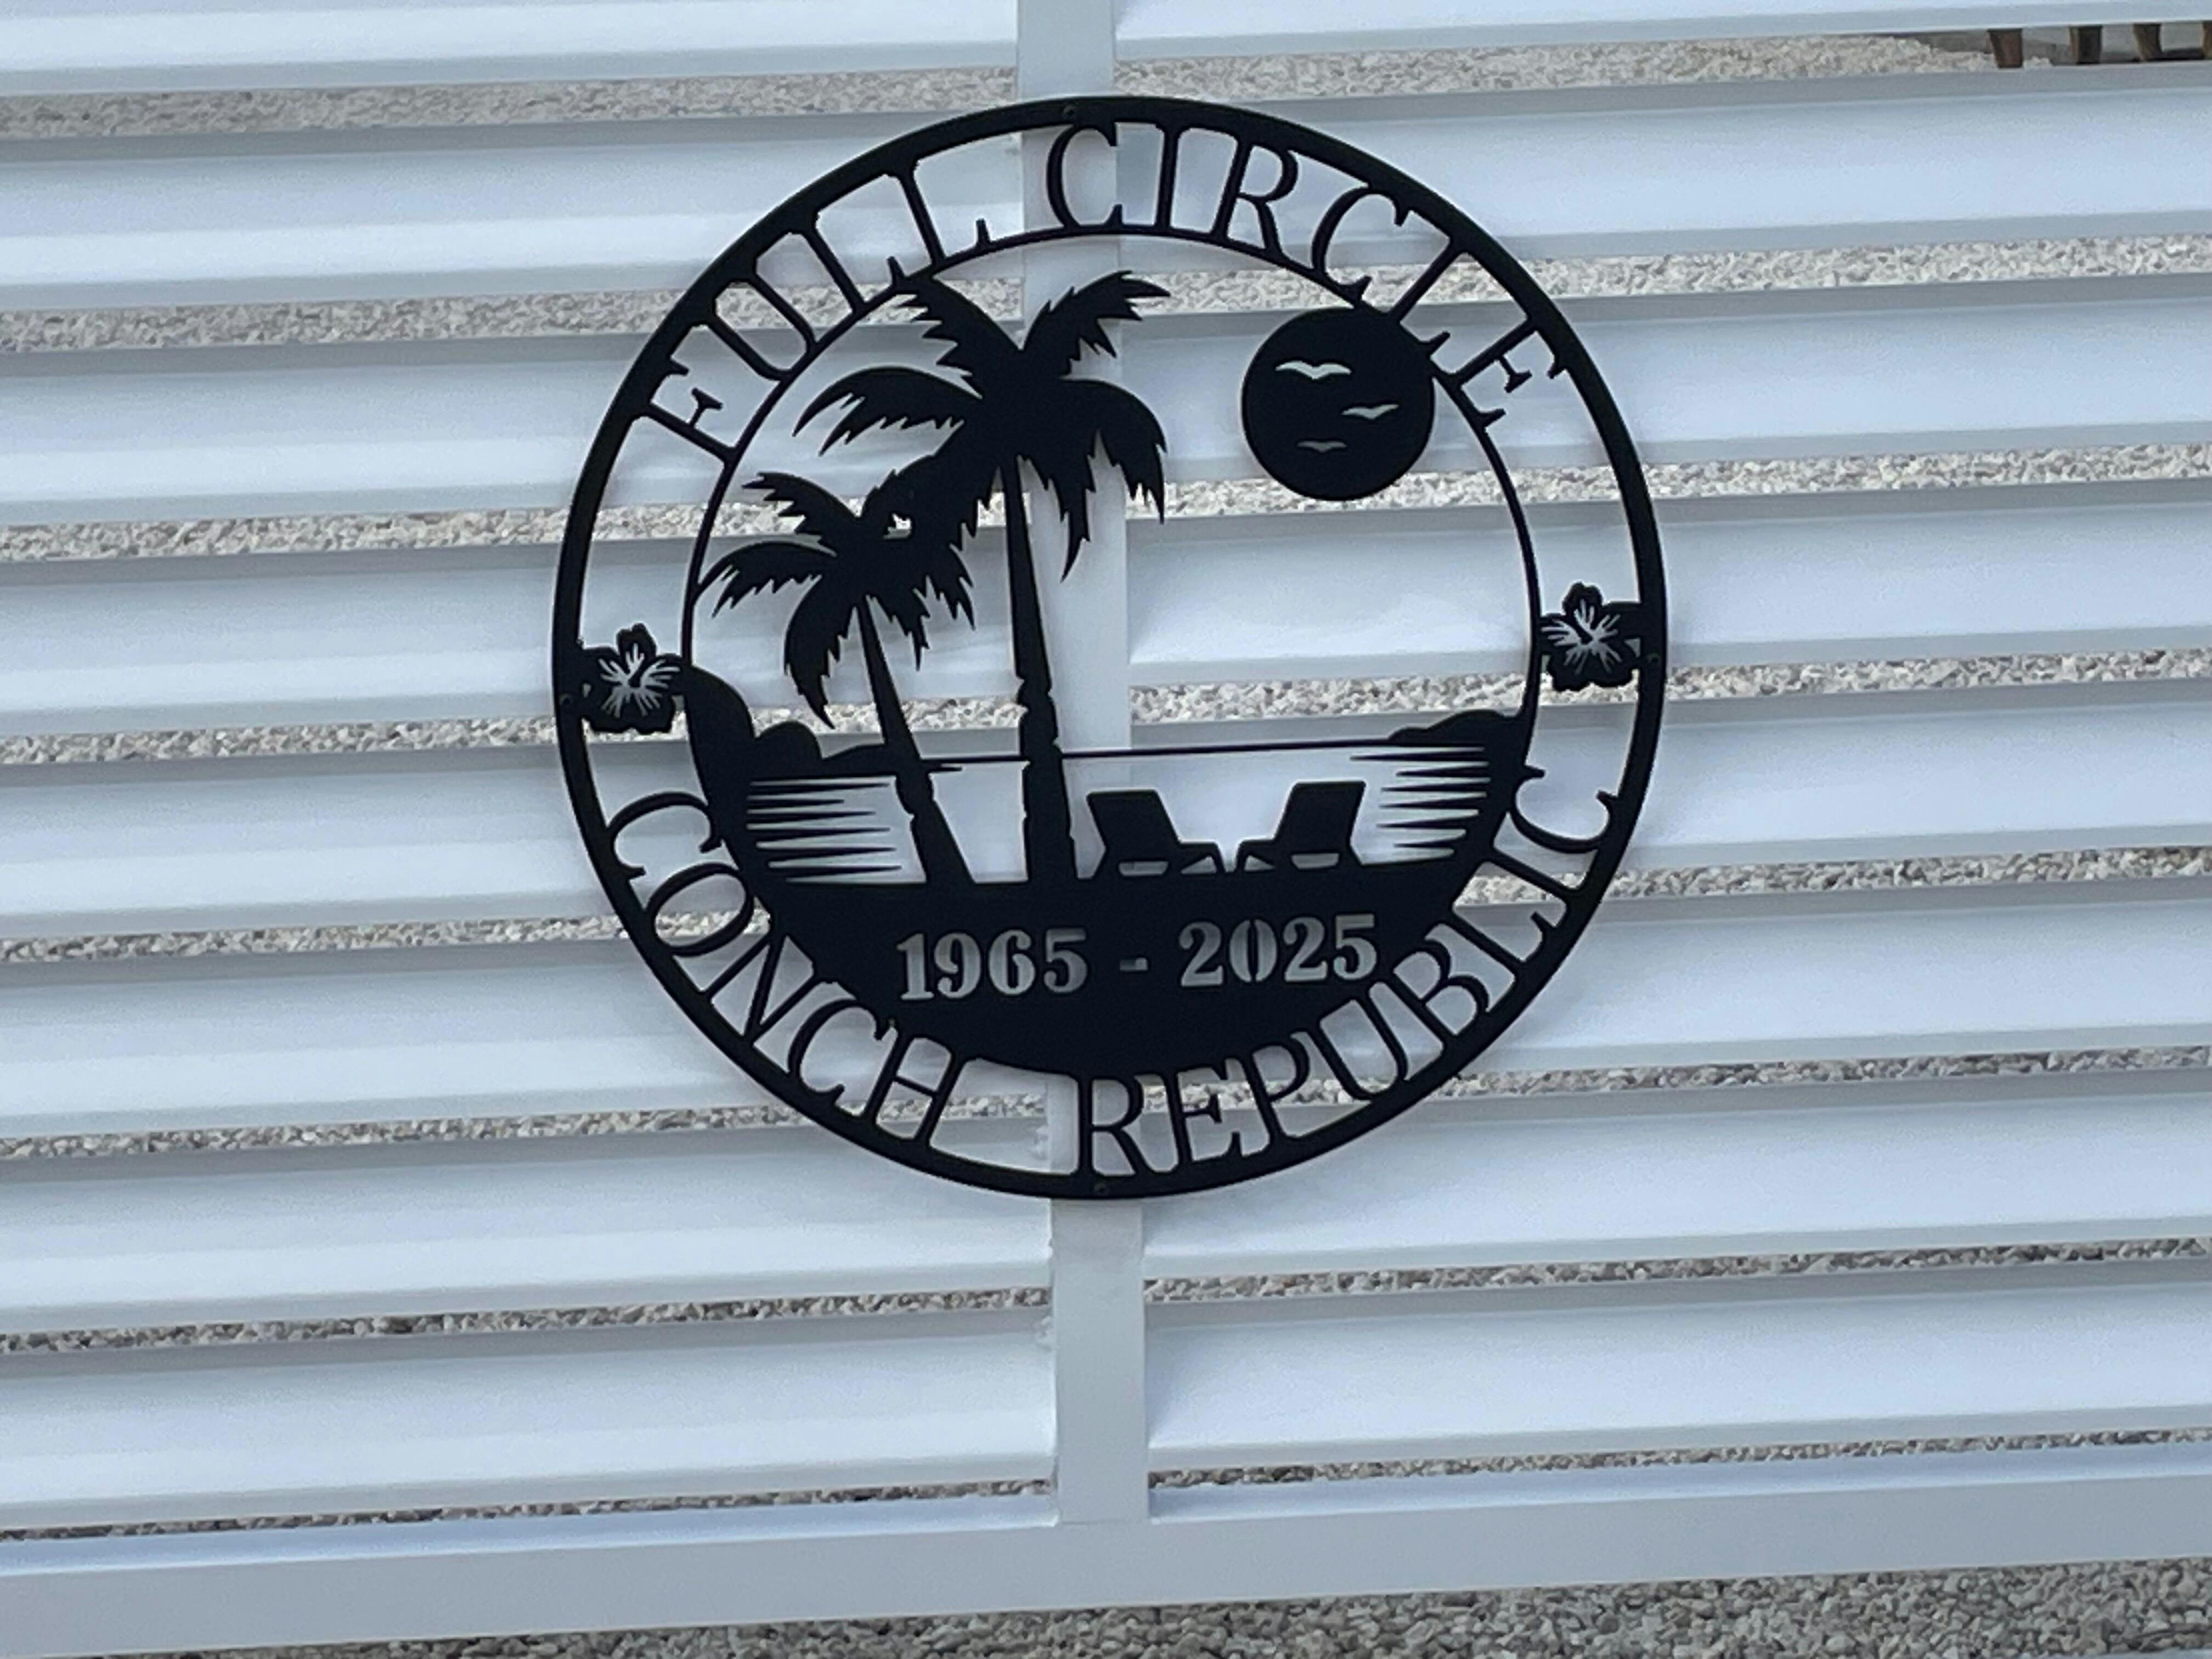 FULL CIRCLE
1965 - 2025
CONCH REPUBLIC